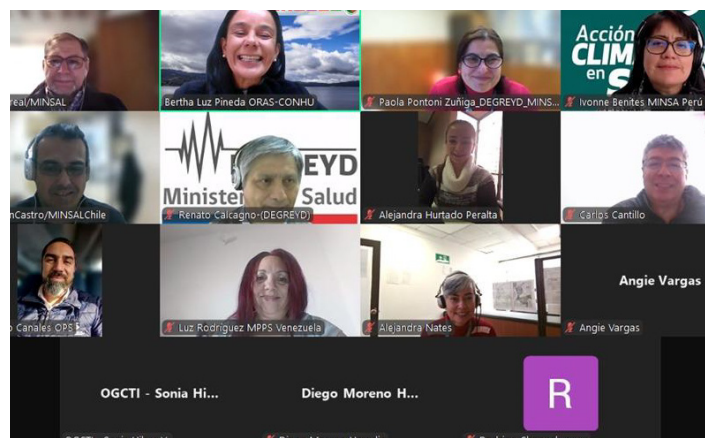 real/MINSAL
Bertha Luz Pineda ORAS-CONHU
Paola Pontoni Zuñiga_DEGREYD_MINS...
Acción
CLIM
en S
Ivonne Benites MINSA Perú
nCastro/MINSALChile
EYD
Ministe Salud
Renato Calcagno-(DEGREYD)
Alejandra Hurtado Peralta
Carlos Cantillo
o Canales OPS
Luz Rodriguez MPPS Venezuela
Alejandra Nates
Angie Vargas
Angie Vargas
OGCTI - Sonia Hi...
Diego Moreno H...
R